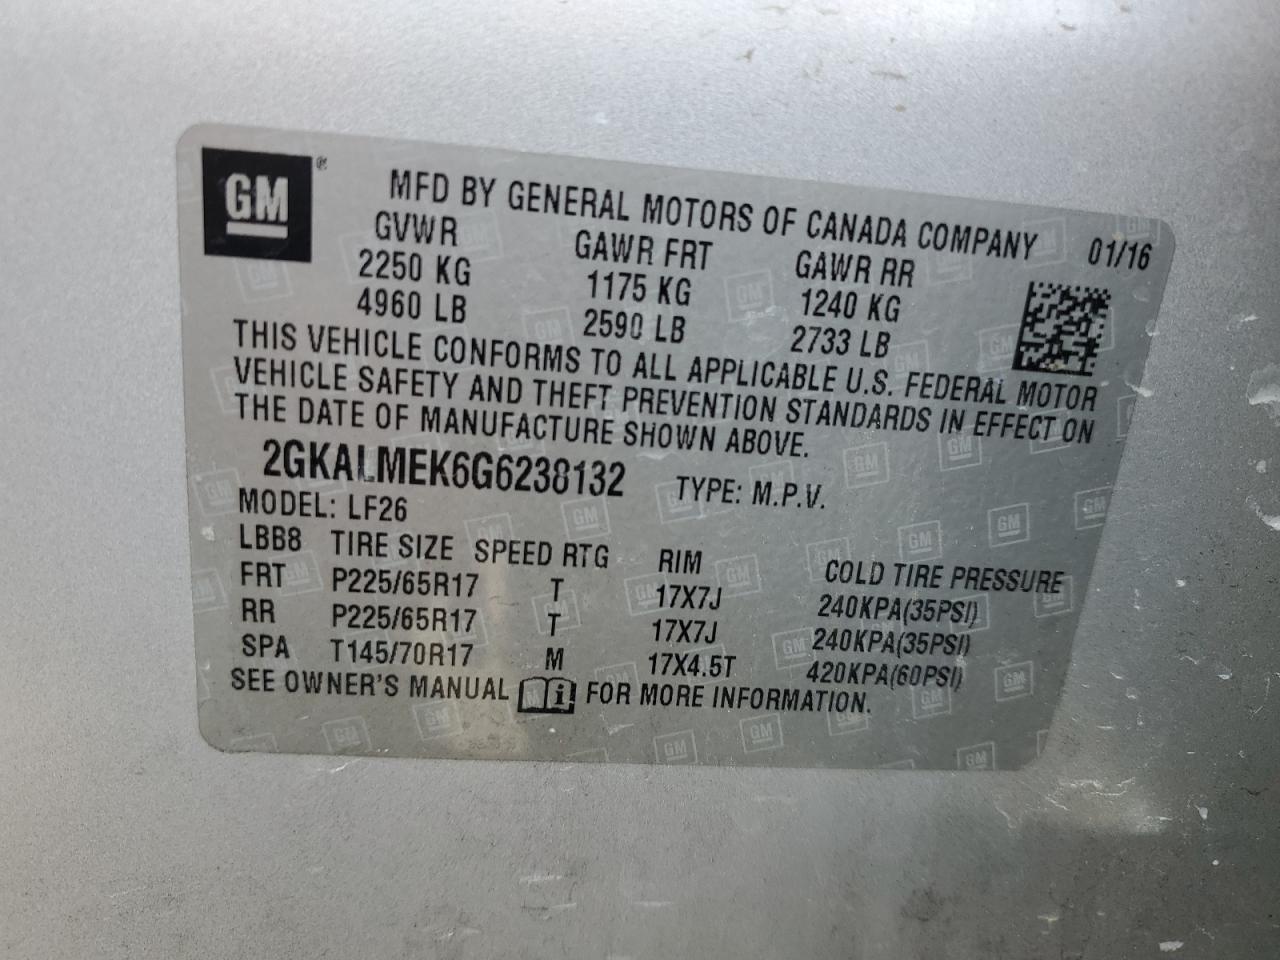 GM ®
MFD BY GENERAL MOTORS OF CANADA COMPANY 01/16
GVWR GAWR FRT GAWR RR
2250 KG 1175 KG 1240 KG
4960 LB 2590 LB 2733 LB
THIS VEHICLE CONFORMS TO ALL APPLICABLE U.S. FEDERAL MOTOR
VEHICLE SAFETY AND THEFT PREVENTION STANDARDS IN EFFECT ON
THE DATE OF MANUFACTURE SHOWN ABOVE.
2GKALMEK6G6238132 TYPE: M.P.V.
MODEL: LF26
LBB8 TIRE SIZE SPEED RTG RIM COLD TIRE PRESSURE
FRT P225/65R17 T 17X7J 240KPA(35PSI)
RR P225/65R17 T 17X7J 240KPA(35PSI)
SPA T145/70R17 M 17X4.5T 420KPA(60PSI)
SEE OWNER'S MANUAL i FOR MORE INFORMATION.